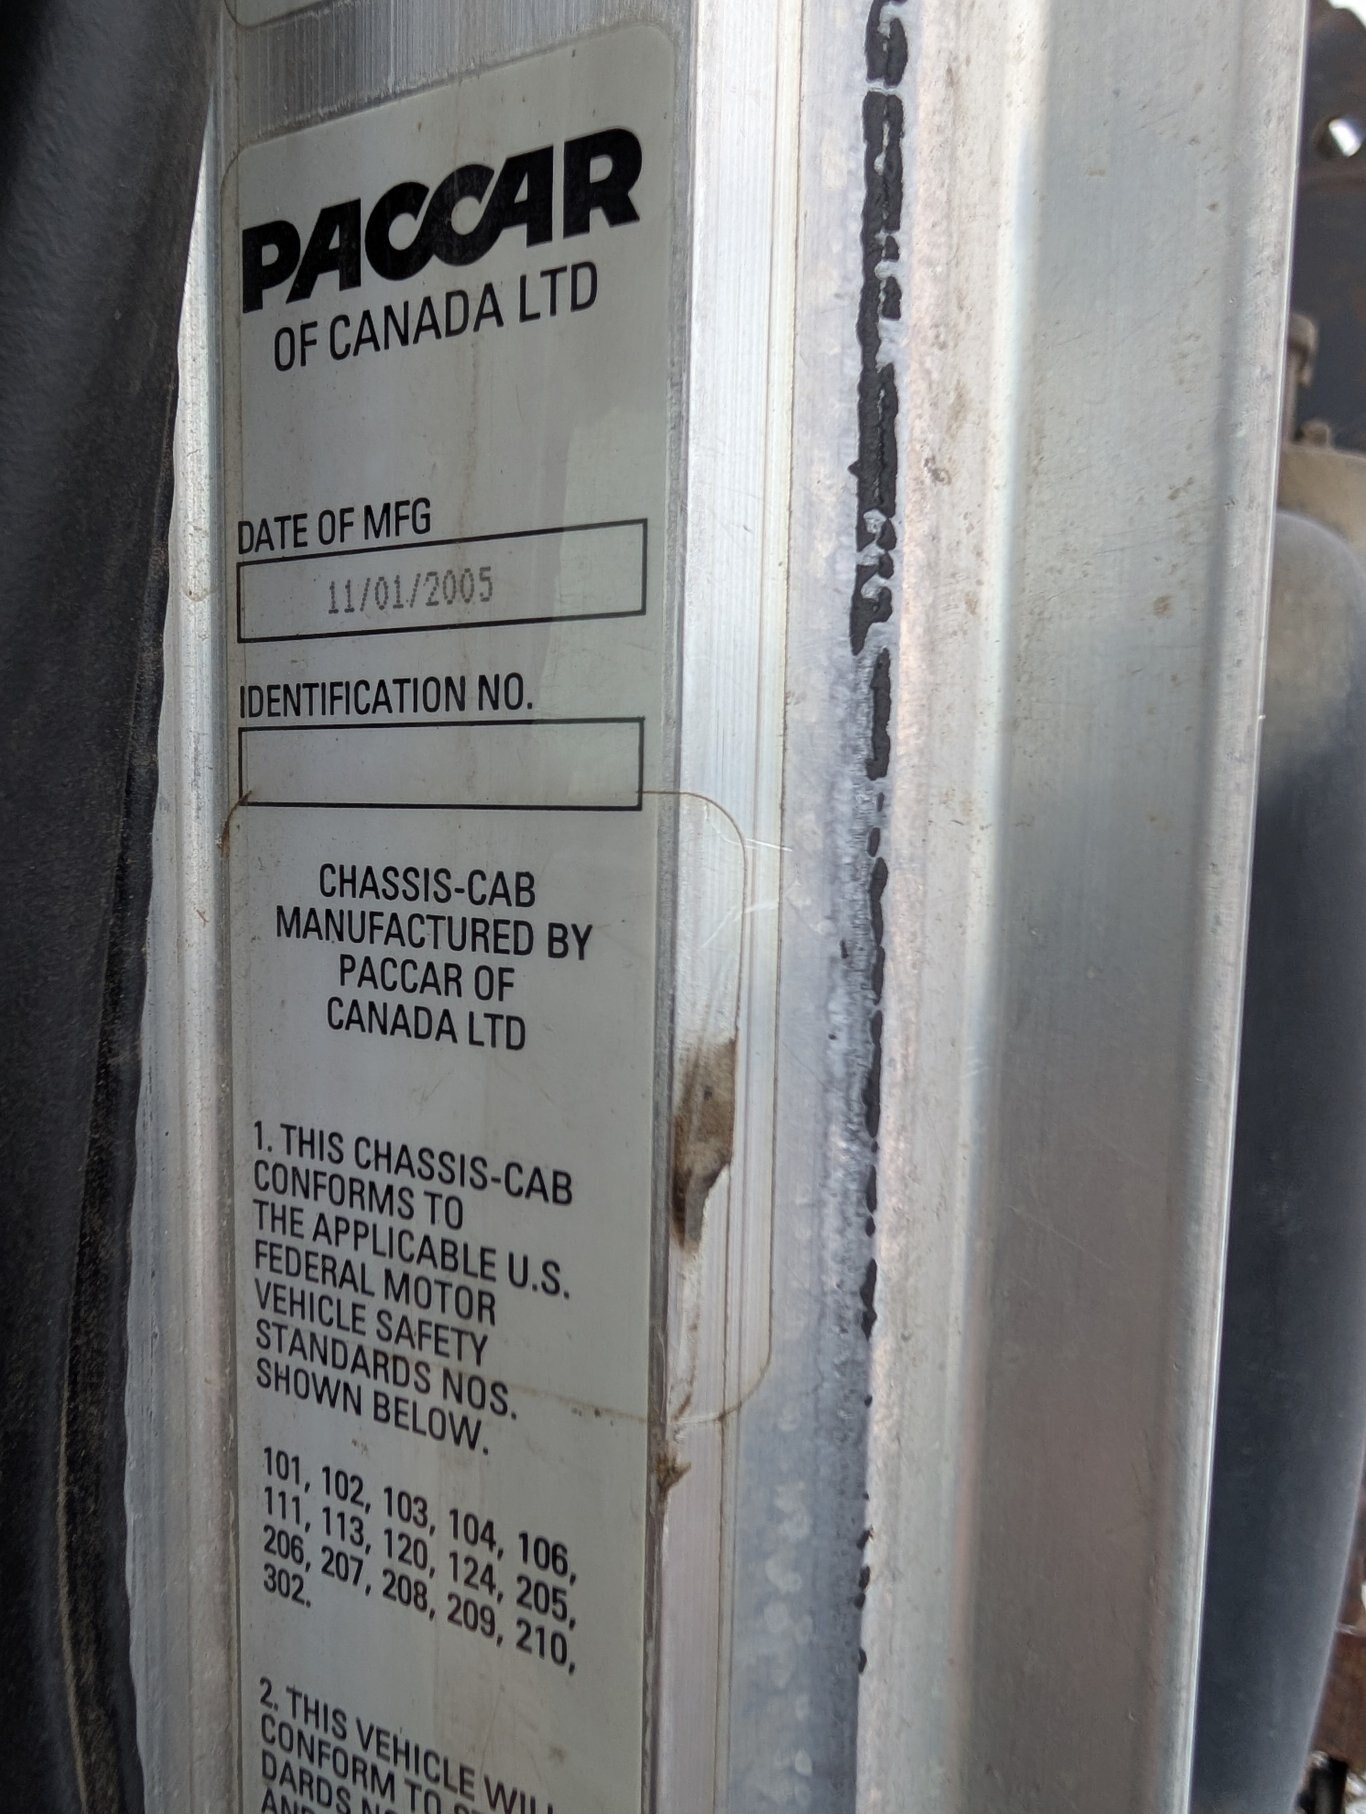 PACCAR
OF CANADA LTD
DATE OF MFG
11/01/2005
IDENTIFICATION NO.
CHASSIS-CAB
MANUFACTURED BY
PACCAR OF
CANADA LTD
1. THIS CHASSIS-CAB
CONFORMS TO
THE APPLICABLE U.S.
FEDERAL MOTOR
VEHICLE SAFETY
STANDARDS NOS.
SHOWN BELOW.
101, 102, 103, 104, 106,
111, 113, 120, 124, 205,
206, 207, 208, 209, 210,
302.
2. THIS VEHICLE
CONFORM TO